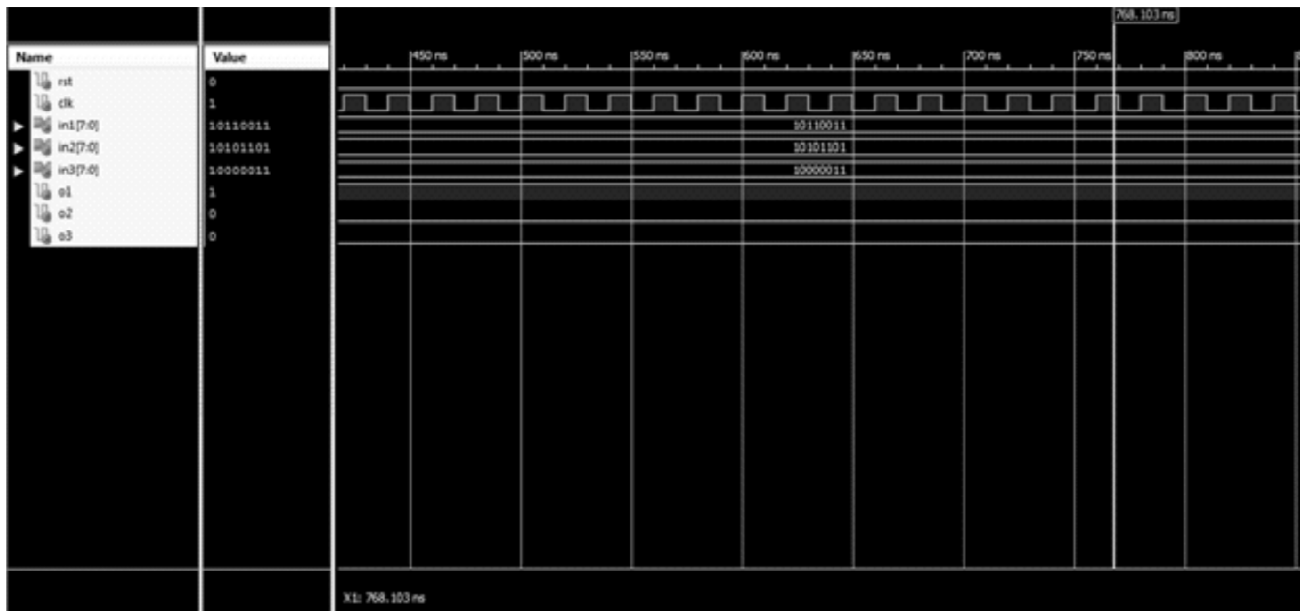 768.103 ns
Name Value
450 ns 500 ns 550 ns 600 ns 650 ns 700 ns 750 ns 800 ns
rst 0
clk 1
in1[7:0] 10110011 10110011
in2[7:0] 10101101 10101101
in3[7:0] 10000011 10000011
o1 1
o2 0
o3 0
X1: 768.103 ns